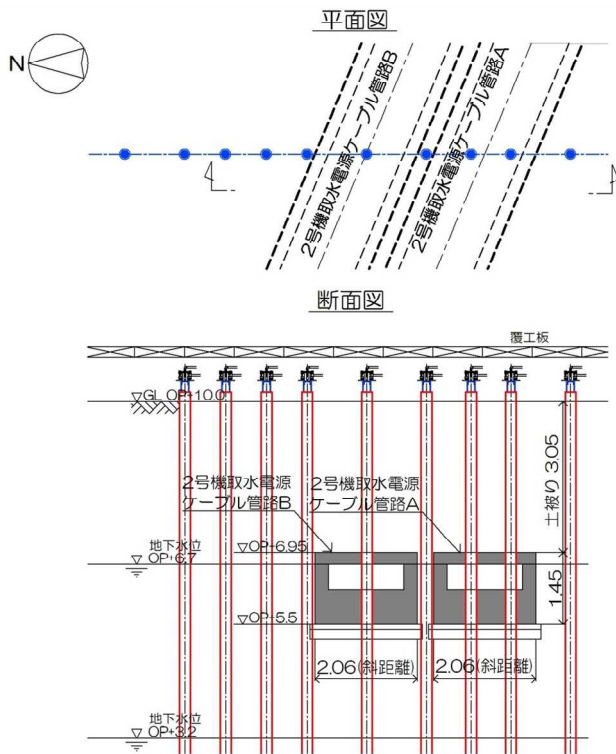 平面図
N
2号機取水電源ケーブル管路B
2号機取水電源ケーブル管路A
断面図
覆工板
GL OP+10.0
土被り 3.05
2号機取水電源
ケーブル管路B
2号機取水電源
ケーブル管路A
地下水位
OP+6.7
OP+6.95
1.45
OP+5.5
2.06(斜距離)
2.06(斜距離)
地下水位
OP+3.2